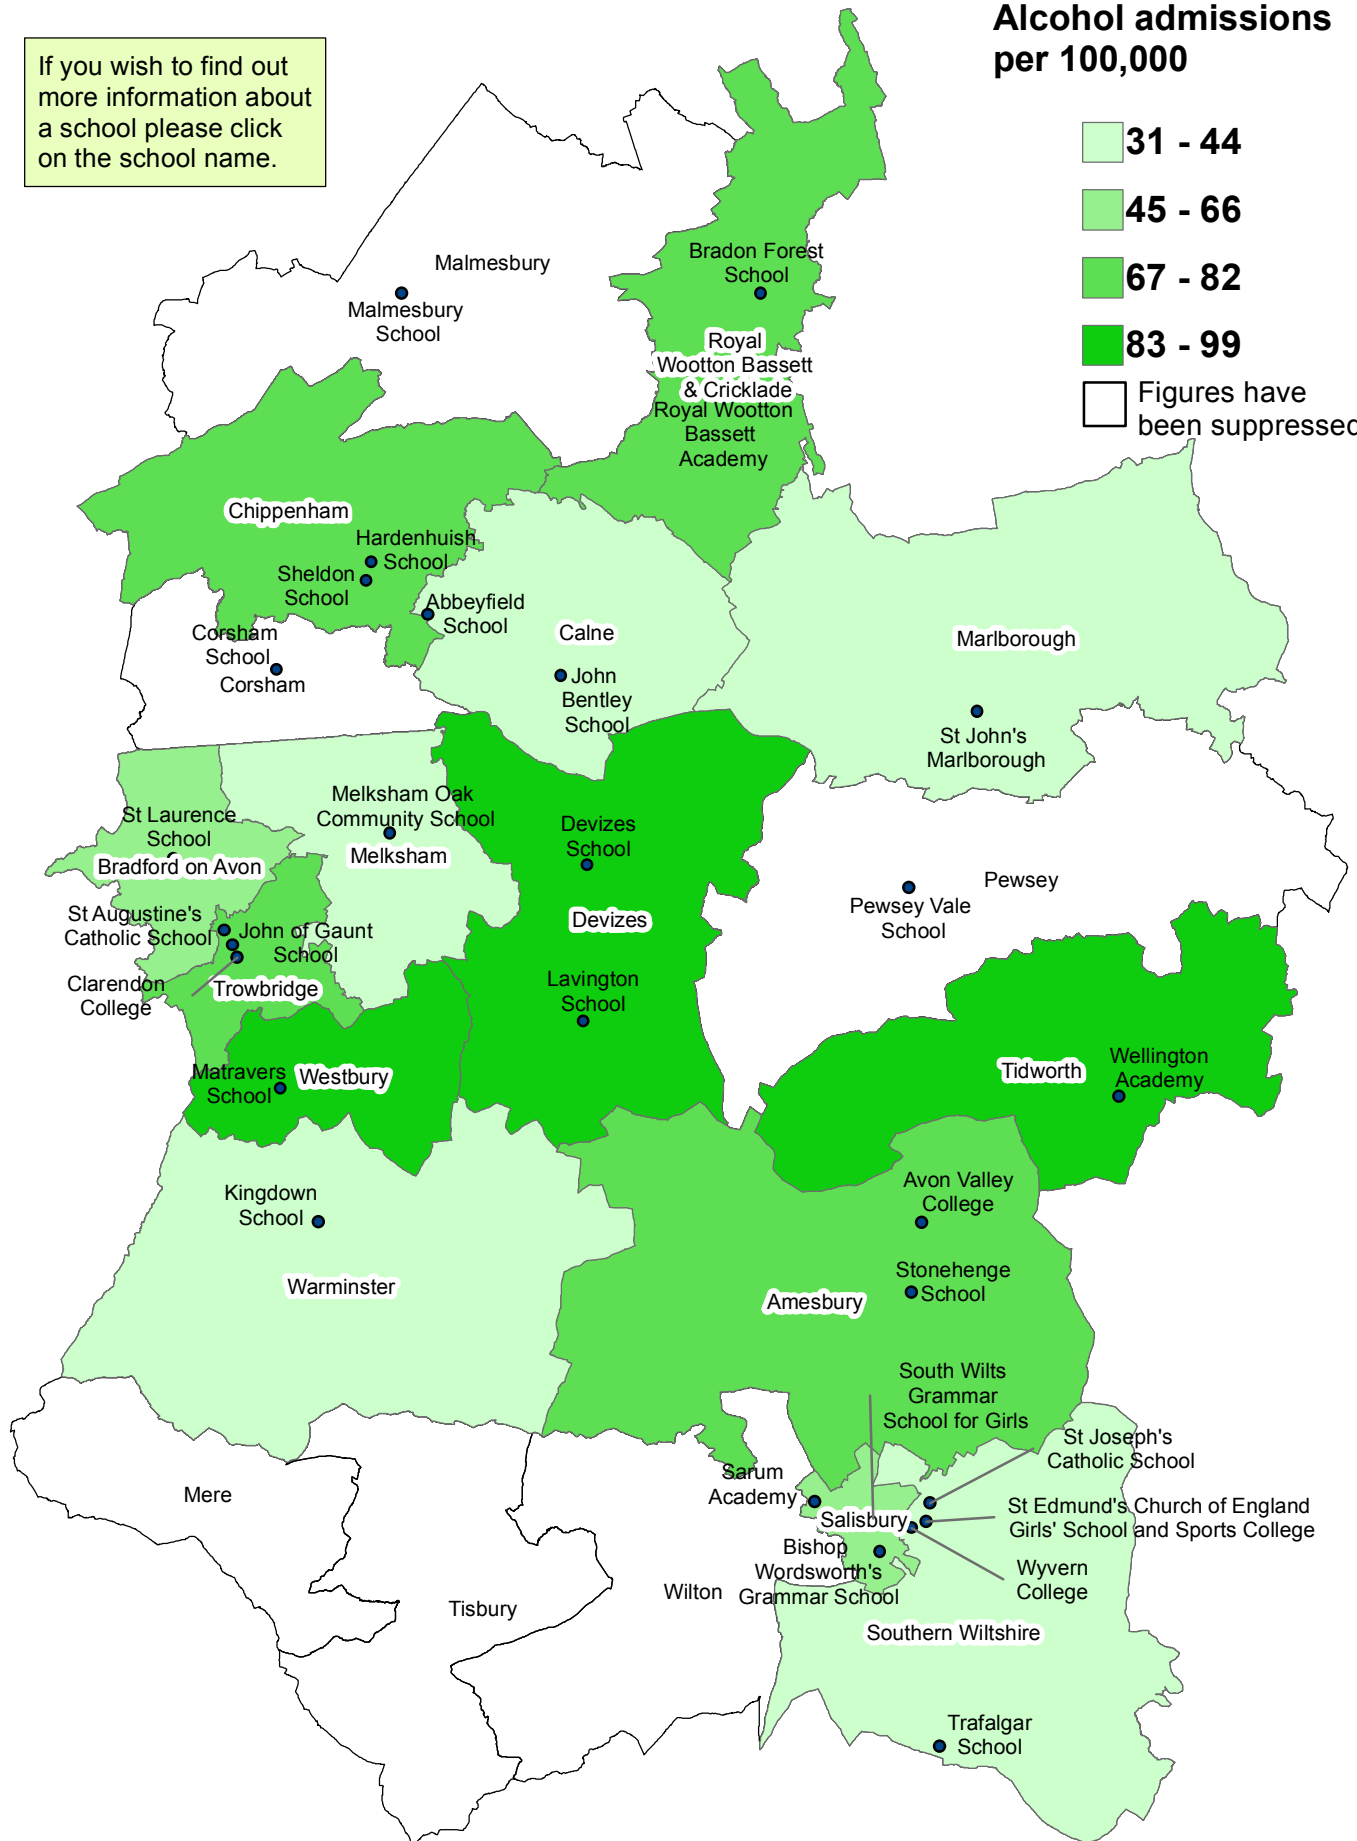 Alcohol admissions
per 100,000
If you wish to find out
more information about
a school please click
on the school name.
31 - 44
45 - 66
67 - 82
83 - 99
Figures have
been suppressed
Malmesbury
Malmesbury
School
Bradon Forest
School
Royal
Wootton Bassett
& Cricklade
Royal Wootton
Bassett
Academy
Chippenham
Hardenhuish
School
Sheldon
School
Abbeyfield
School
Corsham
School
Corsham
Calne
John
Bentley
School
Marlborough
St John's
Marlborough
St Laurence
School
Bradford on Avon
Melksham Oak
Community School
Melksham
Devizes
School
Devizes
Lavington
School
Pewsey
Pewsey Vale
School
St Augustine's
Catholic School
John of Gaunt
School
Clarendon
College
Trowbridge
Matravers
School
Westbury
Tidworth
Wellington
Academy
Kingdown
School
Warminster
Avon Valley
College
Stonehenge
School
Amesbury
South Wilts
Grammar
School for Girls
St Joseph's
Catholic School
Sarum
Academy
Salisbury
St Edmund's Church of England
Girls' School and Sports College
Bishop
Wordsworth's
Grammar School
Wyvern
College
Mere
Tisbury
Wilton
Southern Wiltshire
Trafalgar
School